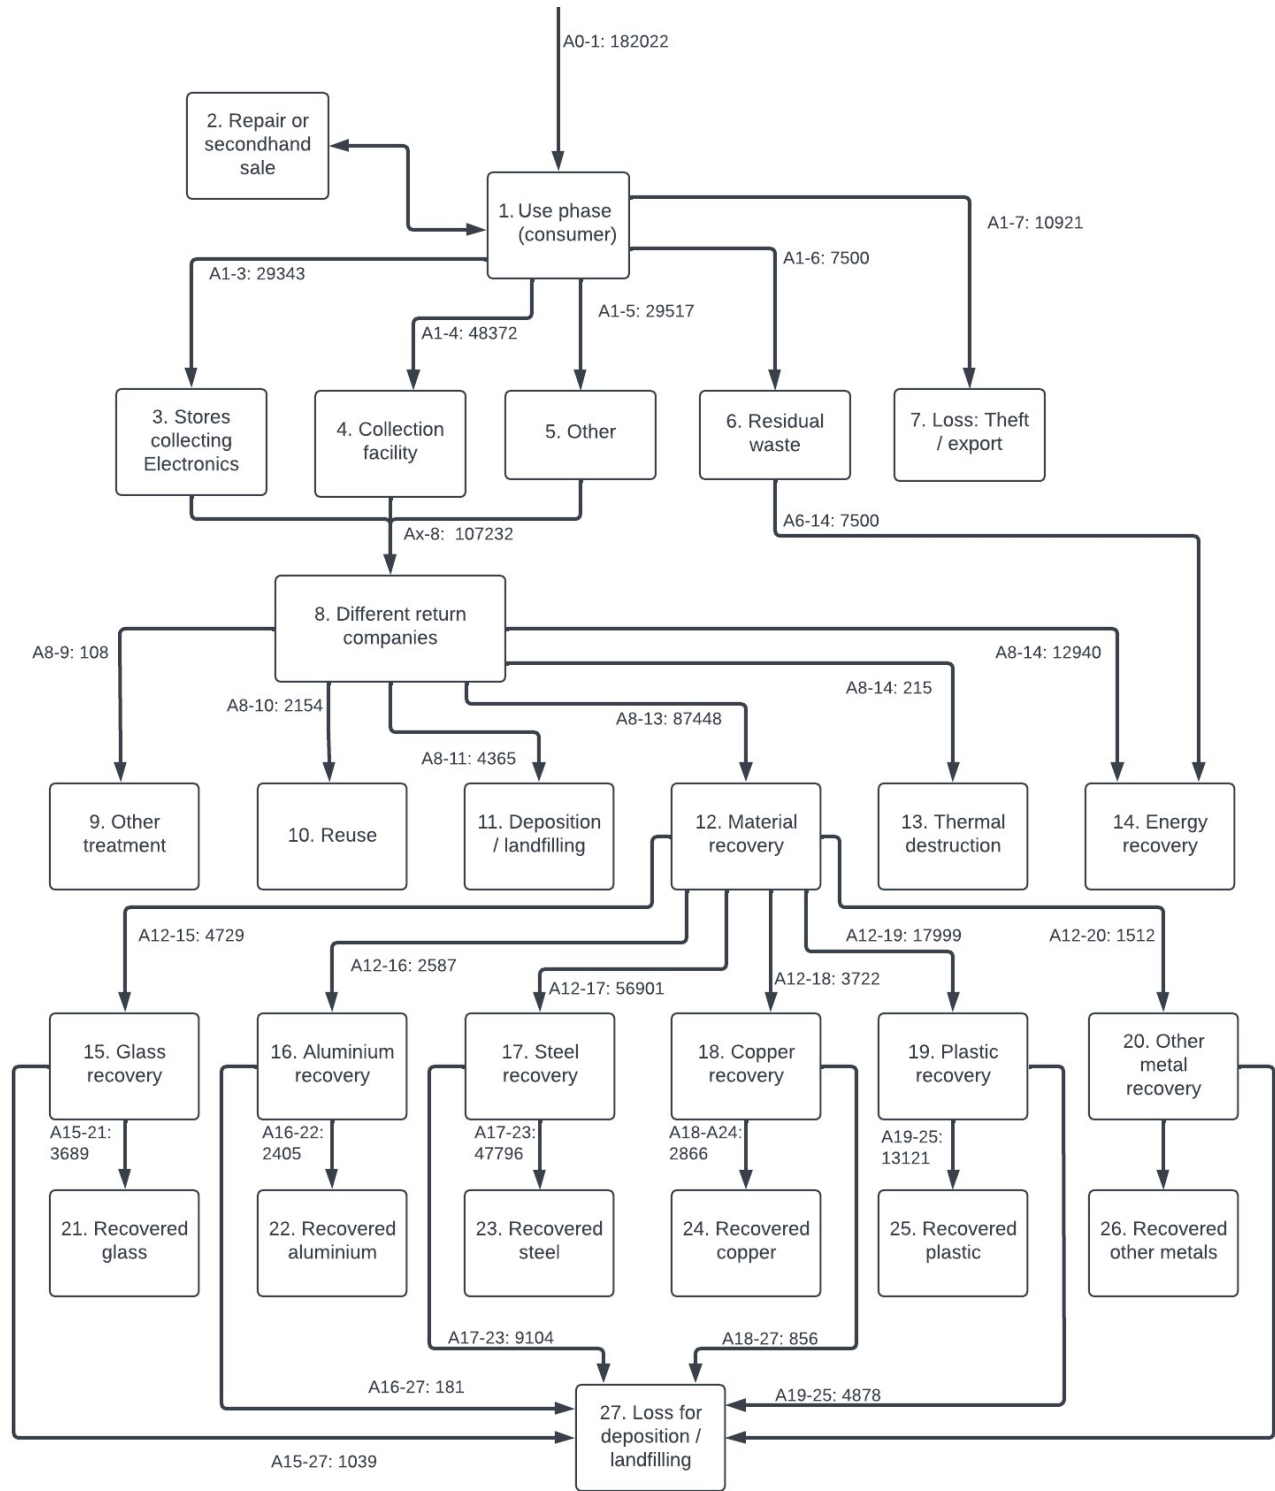 A0-1: 182022
2. Repair or
secondhand
sale
1. Use phase
(consumer)
A1-7: 10921
A1-6: 7500
A1-3: 29343
A1-5: 29517
A1-4: 48372
3. Stores
collecting
Electronics
4. Collection
facility
5. Other
6. Residual
waste
7. Loss: Theft
/ export
A6-14: 7500
Ax-8:  107232
8. Different return
companies
A8-9: 108
A8-14: 12940
A8-14: 215
A8-10: 2154
A8-13: 87448
A8-11: 4365
9. Other
treatment
10. Reuse
11. Deposition
/ landfilling
12. Material
recovery
13. Thermal
destruction
14. Energy
recovery
A12-15: 4729
A12-16: 2587
A12-17: 56901
A12-18: 3722
A12-19: 17999
A12-20: 1512
15. Glass
recovery
16. Aluminium
recovery
17. Steel
recovery
18. Copper
recovery
19. Plastic
recovery
20. Other
metal
recovery
A15-21:
3689
A16-22:
2405
A17-23:
47796
A18-A24:
2866
A19-25:
13121
21. Recovered
glass
22. Recovered
aluminium
23. Recovered
steel
24. Recovered
copper
25. Recovered
plastic
26. Recovered
other metals
A17-23: 9104
A18-27: 856
A16-27: 181
A19-25: 4878
27. Loss for
deposition /
landfilling
A15-27: 1039